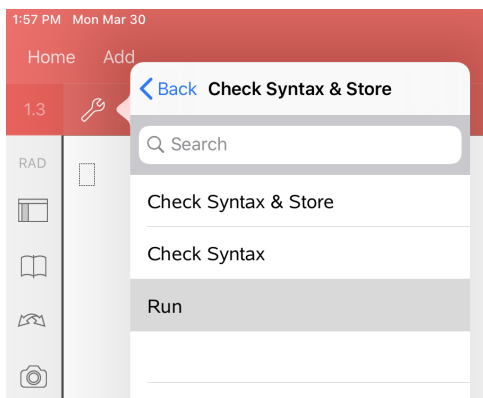 1:57 PM Mon Mar 30
Home Add
Back Check Syntax & Store
1.3
Search
RAD
Check Syntax & Store
Check Syntax
Run